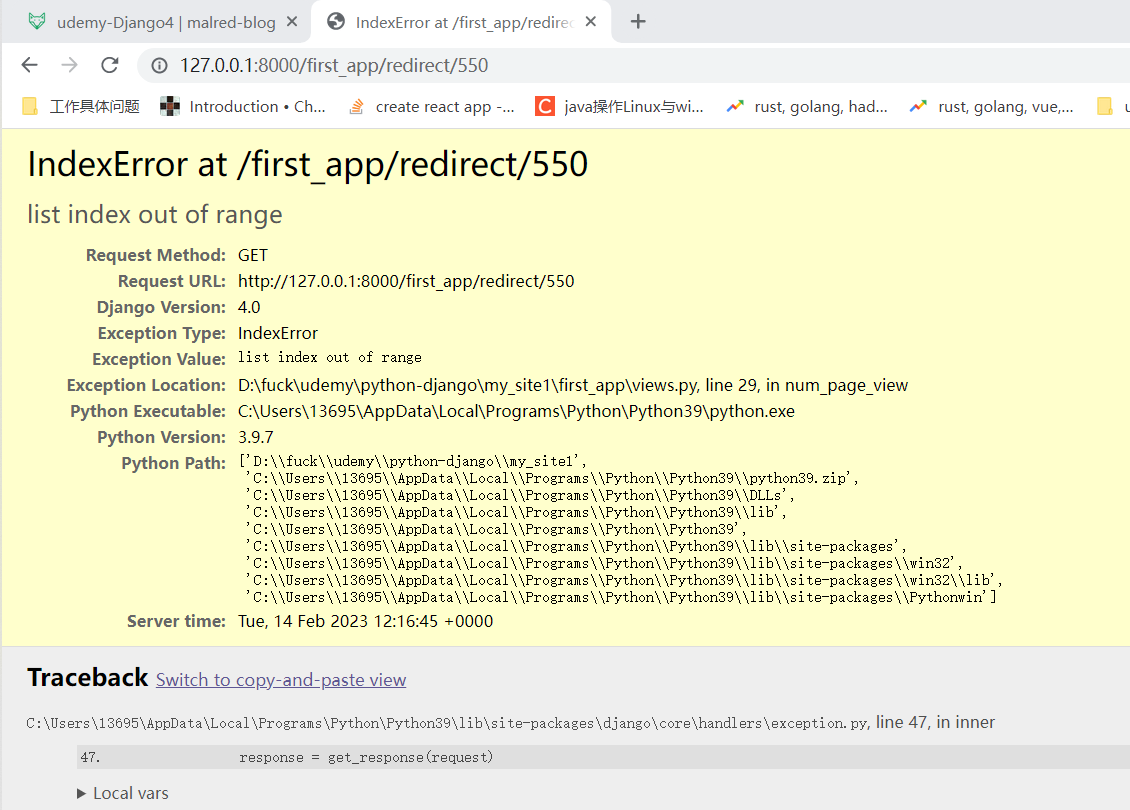 udemy-Django4 | malred-blog
IndexError at /first_app/redirec
127.0.0.1:8000/first_app/redirect/550
工作具体问题 Introduction • Ch... create react app -... C java操作Linux与wi... rust, golang, had... rust, golang, vue,...
IndexError at /first_app/redirect/550
list index out of range
Request Method: GET
Request URL: http://127.0.0.1:8000/first_app/redirect/550
Django Version: 4.0
Exception Type: IndexError
Exception Value: list index out of range
Exception Location: D:\fuck\udemy\python-django\my_site1\first_app\views.py, line 29, in num_page_view
Python Executable: C:\Users\13695\AppData\Local\Programs\Python\Python39\python.exe
Python Version: 3.9.7
Python Path: ['D:\\fuck\\udemy\\python-django\\my_site1',
'C:\\Users\\13695\\AppData\\Local\\Programs\\Python\\Python39\\python39.zip',
'C:\\Users\\13695\\AppData\\Local\\Programs\\Python\\Python39\\DLLs',
'C:\\Users\\13695\\AppData\\Local\\Programs\\Python\\Python39\\lib',
'C:\\Users\\13695\\AppData\\Local\\Programs\\Python\\Python39',
'C:\\Users\\13695\\AppData\\Local\\Programs\\Python\\Python39\\lib\\site-packages',
'C:\\Users\\13695\\AppData\\Local\\Programs\\Python\\Python39\\lib\\site-packages\\win32',
'C:\\Users\\13695\\AppData\\Local\\Programs\\Python\\Python39\\lib\\site-packages\\win32\\lib',
'C:\\Users\\13695\\AppData\\Local\\Programs\\Python\\Python39\\lib\\site-packages\\Pythonwin']
Server time: Tue, 14 Feb 2023 12:16:45 +0000
Traceback Switch to copy-and-paste view
C:\Users\13695\AppData\Local\Programs\Python\Python39\lib\site-packages\django\core\handlers\exception.py, line 47, in inner
47. response = get_response(request)
▶ Local vars